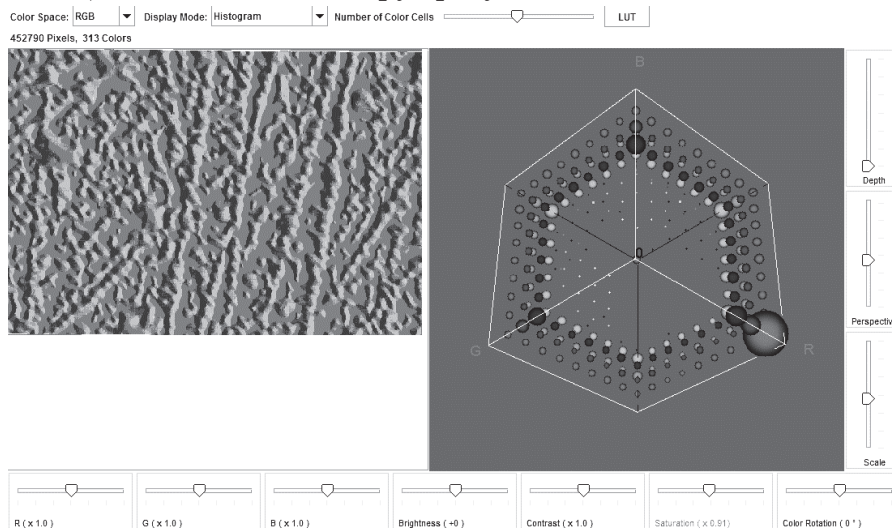 Color Space: RGB Display Mode: Histogram Number of Color Cells LUT
452790 Pixels, 313 Colors
B
Depth
Perspectiv
G R
Scale
R ( x 1.0 ) G ( x 1.0 ) B ( x 1.0 ) Brightness ( +0 ) Contrast ( x 1.0 ) Saturation ( x 0.91) Color Rotation ( 0 ° )